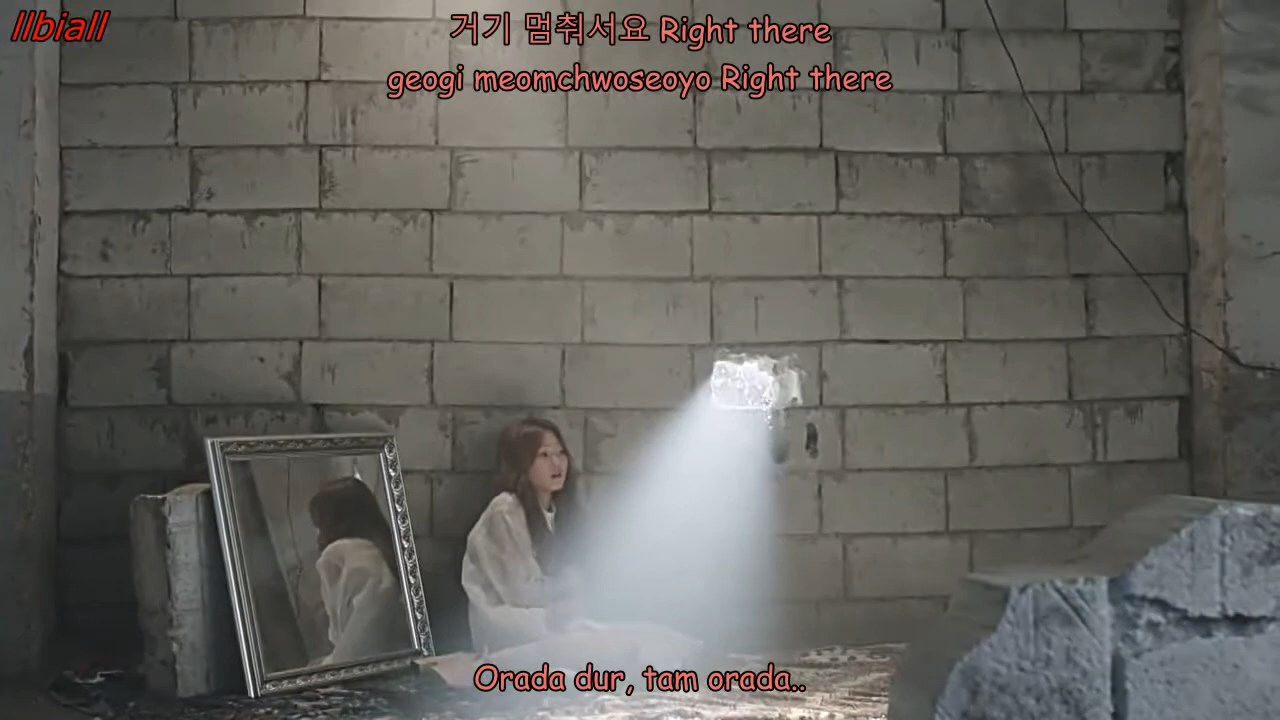 llbiall
거기 멈춰서요 Right there
geogi meomchwoseoyo Right there
Orada dur, tam orada..